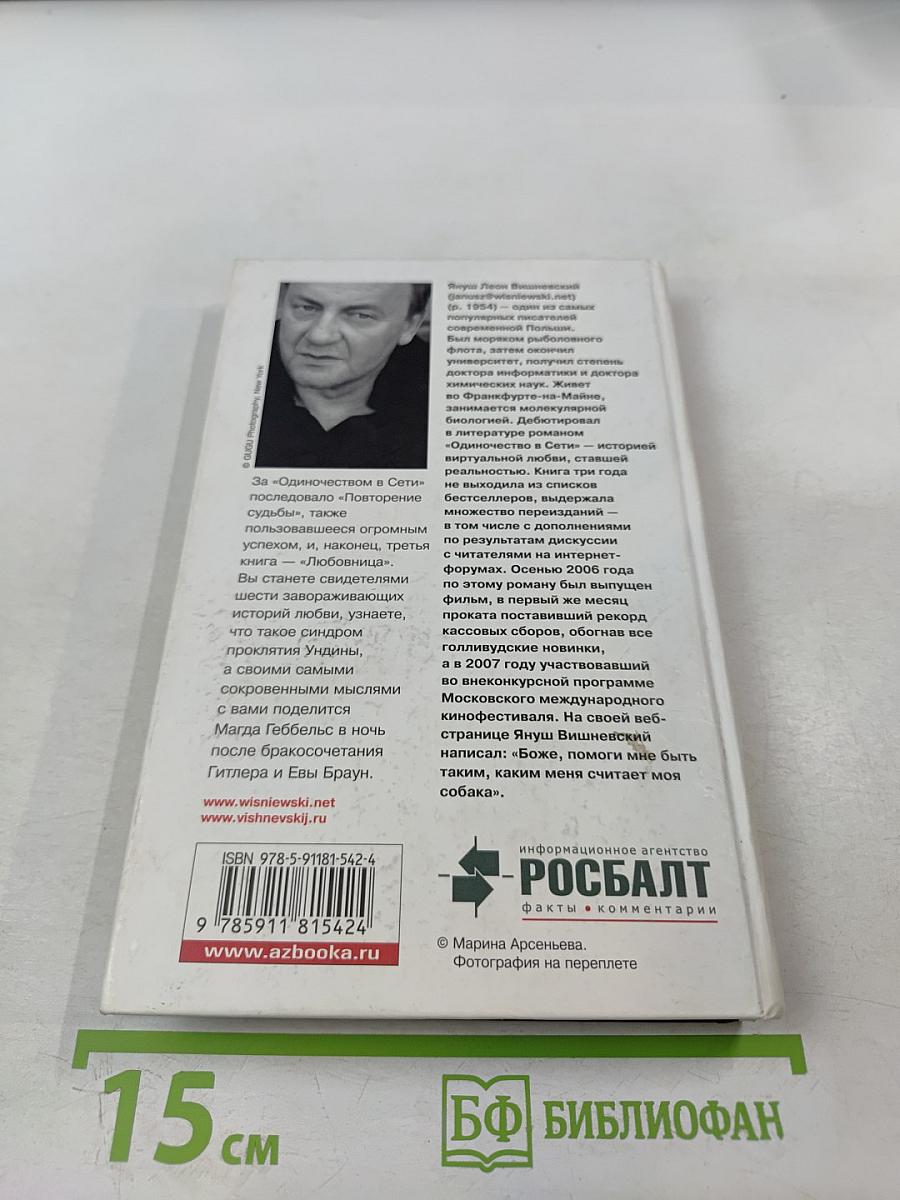 © GUGU Photography, New York
За «Одиночеством в Сети»
последовало «Повторение
судьбы», также
пользовавшееся огромным
успехом, и, наконец, третья
книга — «Любовница».
Вы станете свидетелями
шести завораживающих
историй любви, узнаете,
что такое синдром
проклятия Ундины,
а своими самыми
сокровенными мыслями
с вами поделится
Магда Геббельс в ночь
после бракосочетания
Гитлера и Евы Браун.
www.wisniewski.net
www.vishnevskij.ru
Януш Леон Вишневский
(janusz@wisniewski.net)
(р. 1954) — один из самых
популярных писателей
современной Польши.
Был моряком рыболовного
флота, затем окончил
университет, получил степень
доктора информатики и доктора
химических наук. Живет
во Франкфурте-на-Майне,
занимается молекулярной
биологией. Дебютировал
в литературе романом
«Одиночество в Сети» — историей
виртуальной любви, ставшей
реальностью. Книга три года
не выходила из списков
бестселлеров, выдержала
множество переизданий —
в том числе с дополнениями
по результатам дискуссии
с читателями на интернет-
форумах. Осенью 2006 года
по этому роману был выпущен
фильм, в первый же месяц
проката поставивший рекорд
кассовых сборов, обогнав все
голливудские новинки,
а в 2007 году участвовавший
во внеконкурсной программе
Московского международного
кинофестиваля. На своей веб-
странице Януш Вишневский
написал: «Боже, помоги мне быть
таким, каким меня считает моя
собака».
ISBN 978-5-91181-542-4
9 785911 815424
www.azbooka.ru
информационное агентство
РОСБАЛТ
факты • комментарии
© Марина Арсеньева.
Фотография на переплете
15 см
БФ БИБЛИОФАН